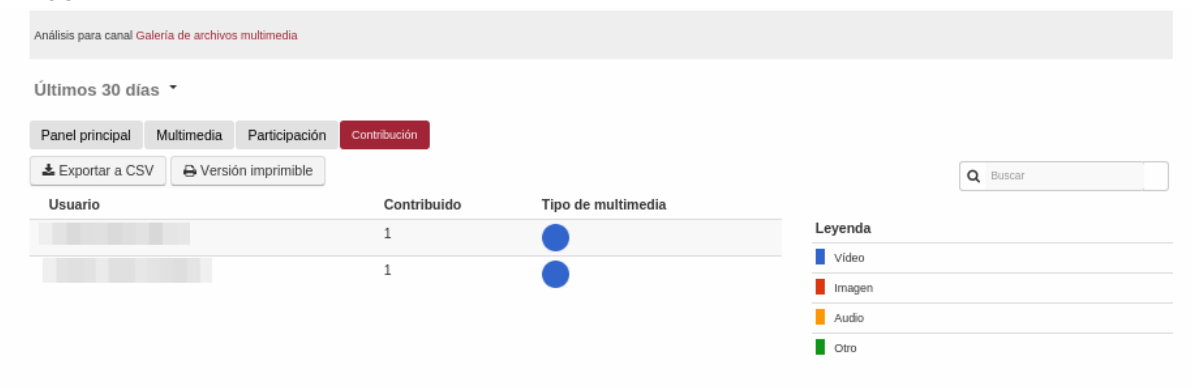 Análisis para canal Galería de archivos multimedia
Últimos 30 días
Panel principal Multimedia Participación Contribución
Exportar a CSV Versión imprimible
Buscar
Usuario Contribuido Tipo de multimedia
1
1
Leyenda
Vídeo
Imagen
Audio
Otro